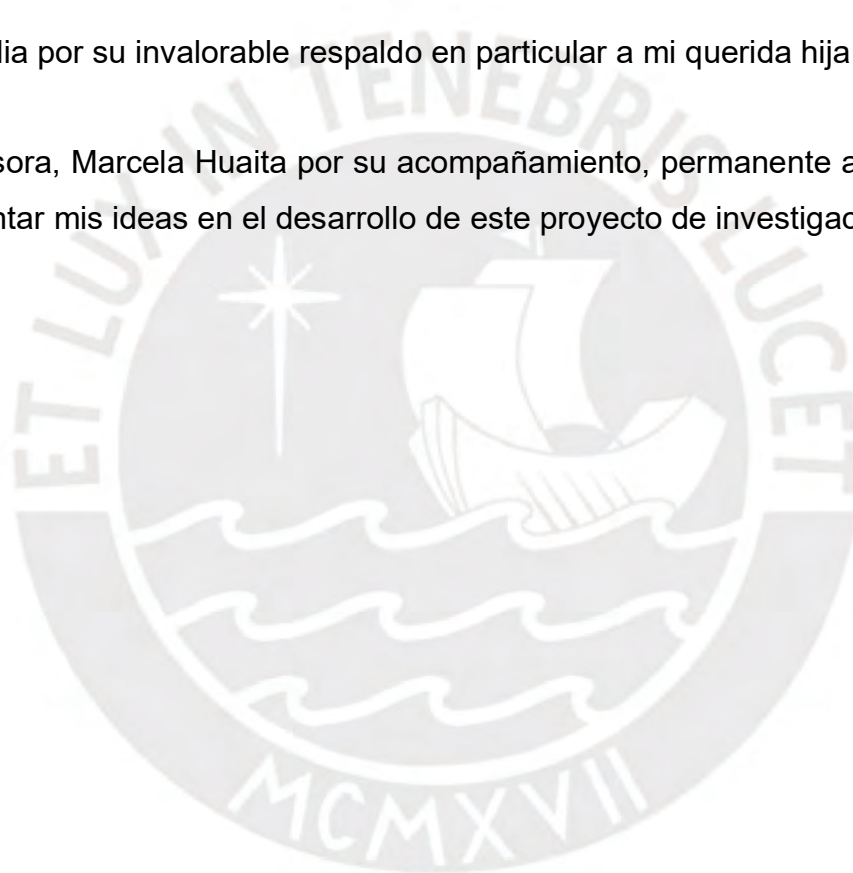 lia por su invalorable respaldo en particular a mi querida hija
sora, Marcela Huaita por su acompañamiento, permanente a
ntar mis ideas en el desarrollo de este proyecto de investigac
ET LUX IN TENEBRIS LUCET
MCMXVII